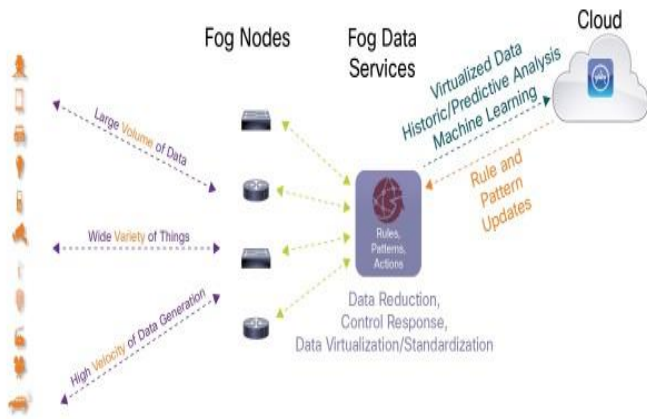 Cloud
Fog Nodes
Fog Data
Services
Virtualized Data
Historic/Predictive Analysis
Machine Learning
Large Volume of Data
Rule and
Pattern
Updates
Wide Variety of Things
Rules,
Patterns,
Actions
High Velocity of Data Generation
Data Reduction,
Control Response,
Data Virtualization/Standardization